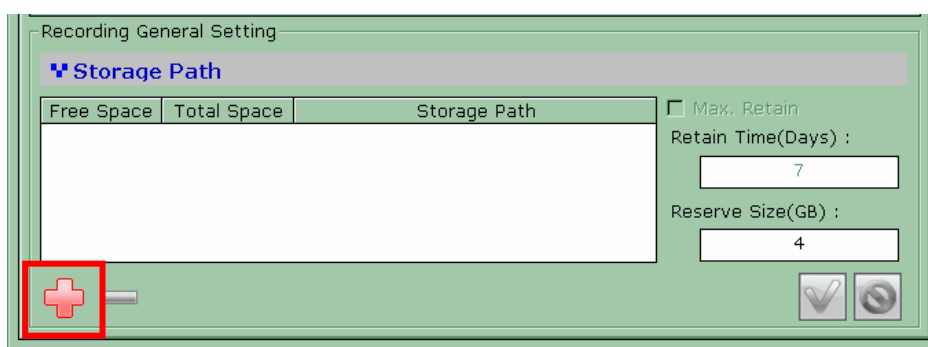 Recording General Setting
Storage Path
Free Space Total Space Storage Path
Max. Retain
Retain Time(Days) :
7
Reserve Size(GB) :
4